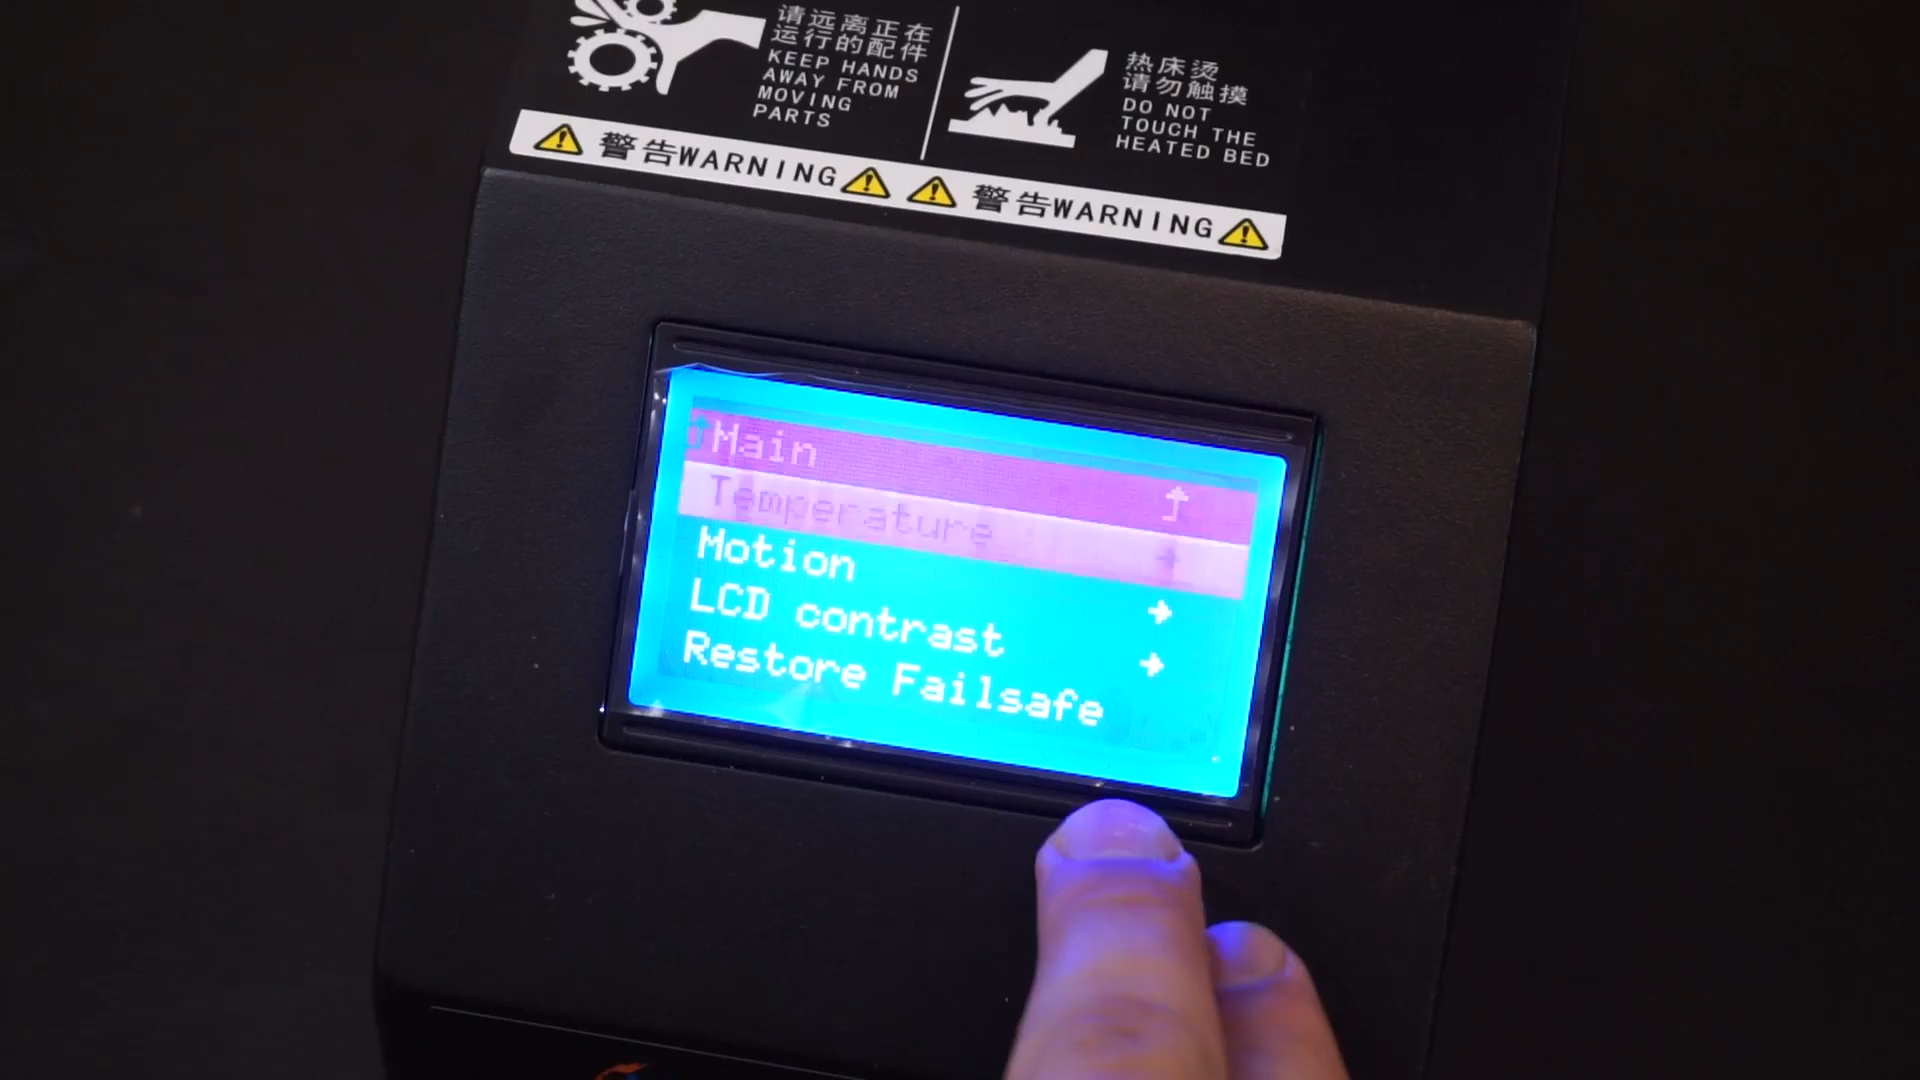 请远离正在
运行的配件
KEEP HANDS
AWAY FROM
MOVING
PARTS
热床烫
请勿触摸
DO NOT
TOUCH THE
HEATED BED
警告WARNING
警告WARNING
Main
Temperature
Motion
LCD contrast
Restore Failsafe